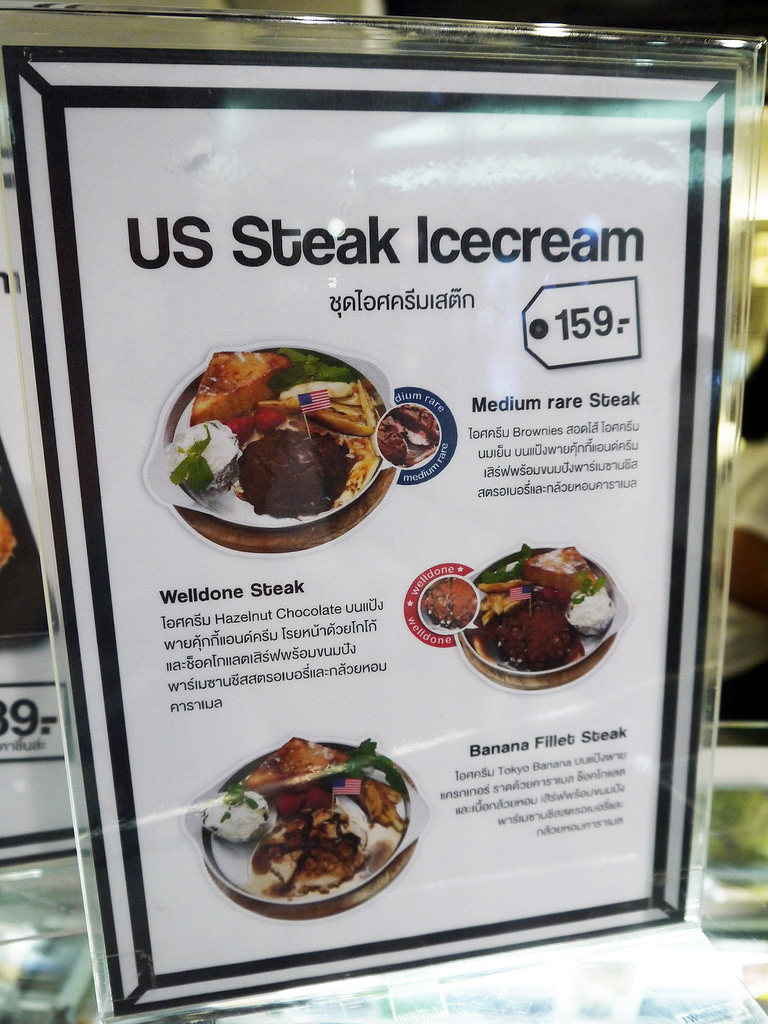 US Steak Icecream
ชุดไอศครีมเสต๊ก
159.-
Medium rare Steak
ไอศครีม Brownies สอดไส้ ไอศครีม
นมเย็น บนแป้งพายคุ้กกี้แอนด์ครีม
เสิร์ฟพร้อมขนมปังพาร์เมซานชีส
สตรอเบอรี่และกล้วยหอมคาราเมล
dium rare
medium rare
Welldone Steak
ไอศครีม Hazelnut Chocolate บนแป้ง
พายคุ้กกี้แอนด์ครีม โรยหน้าด้วยโกโก้
และช็อคโกแลตเสิร์ฟพร้อมขนมปัง
พาร์เมซานชีสสตรอเบอรี่และกล้วยหอม
คาราเมล
welldone
welldone
Banana Fillet Steak
ไอศครีม Tokyo Banana บนแป้งพาย
แครกเกอร์ ราดด้วยคาราเมล ช็อคโกแลต
และเนื้อกล้วยหอม เสิร์ฟพร้อมขนมปัง
พาร์เมซานชีสสตรอเบอรี่และ
กล้วยหอมคาราเมล
39.-